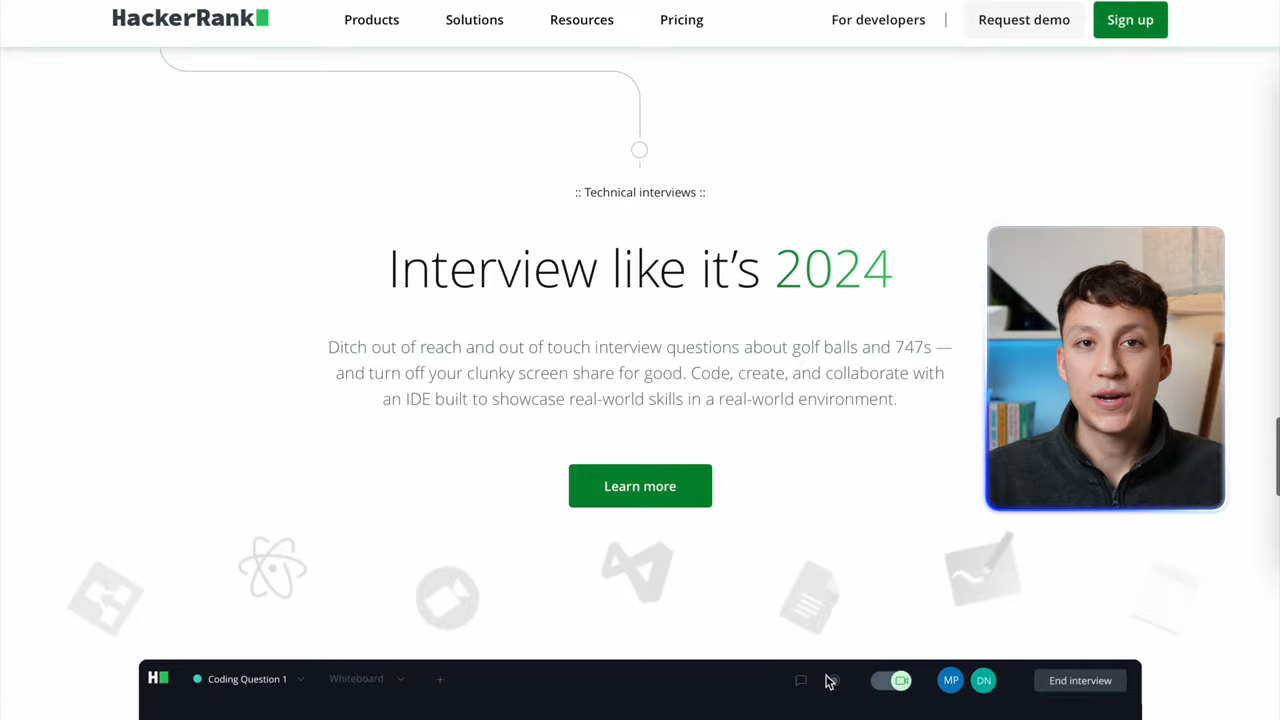 HackerRank
Products
Solutions
Resources
Pricing
For developers
Request demo
Sign up
:: Technical interviews ::
Interview like it’s 2024
Ditch out of reach and out of touch interview questions about golf balls and 747s —
and turn off your clunky screen share for good. Code, create, and collaborate with
an IDE built to showcase real-world skills in a real-world environment.
Learn more
H
Coding Question 1
Whiteboard
+
MP
DN
End interview